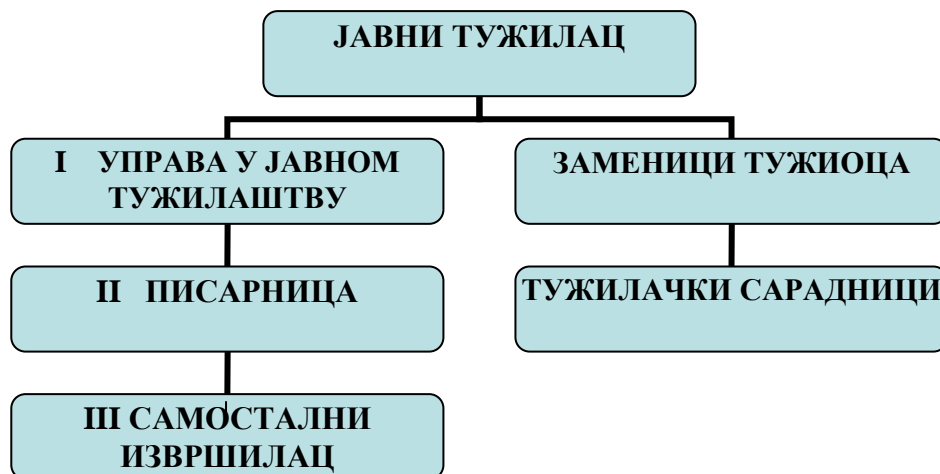 ЈАВНИ ТУЖИЛАЦ
I УПРАВА У ЈАВНОМ
ТУЖИЛАШТВУ
ЗАМЕНИЦИ ТУЖИОЦА
II ПИСАРНИЦА
ТУЖИЛАЧКИ САРАДНИЦИ
III САМОСТАЛНИ
ИЗВРШИЛАЦ